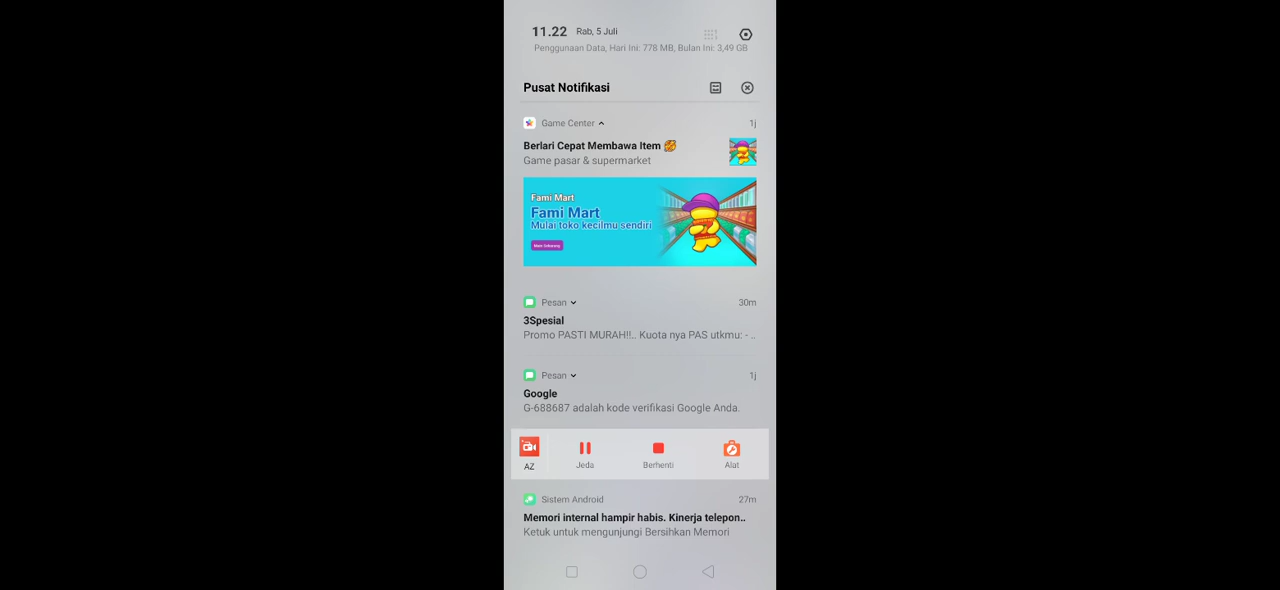 11.22 Rab, 5 Juli
Penggunaan Data, Hari Ini: 778 MB, Bulan Ini: 3,49 GB
Pusat Notifikasi
Game Center 1j
Berlari Cepat Membawa Item
Game pasar & supermarket
Fami Mart
Fami Mart
Mulai toko kecilmu sendiri
Main Sekarang
Pesan 30m
3Spesial
Promo PASTI MURAH!!.. Kuota nya PAS utkmu: - ..
Pesan 1j
Google
G-688687 adalah kode verifikasi Google Anda.
AZ Jeda Berhenti Alat
Sistem Android 27m
Memori internal hampir habis. Kinerja telepon..
Ketuk untuk mengunjungi Bersihkan Memori